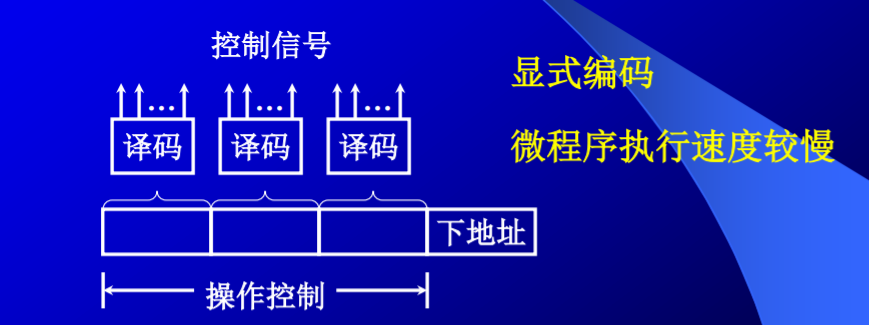 控制信号
显式编码
… … …
译码 译码 译码
微程序执行速度较慢
下地址
操作控制